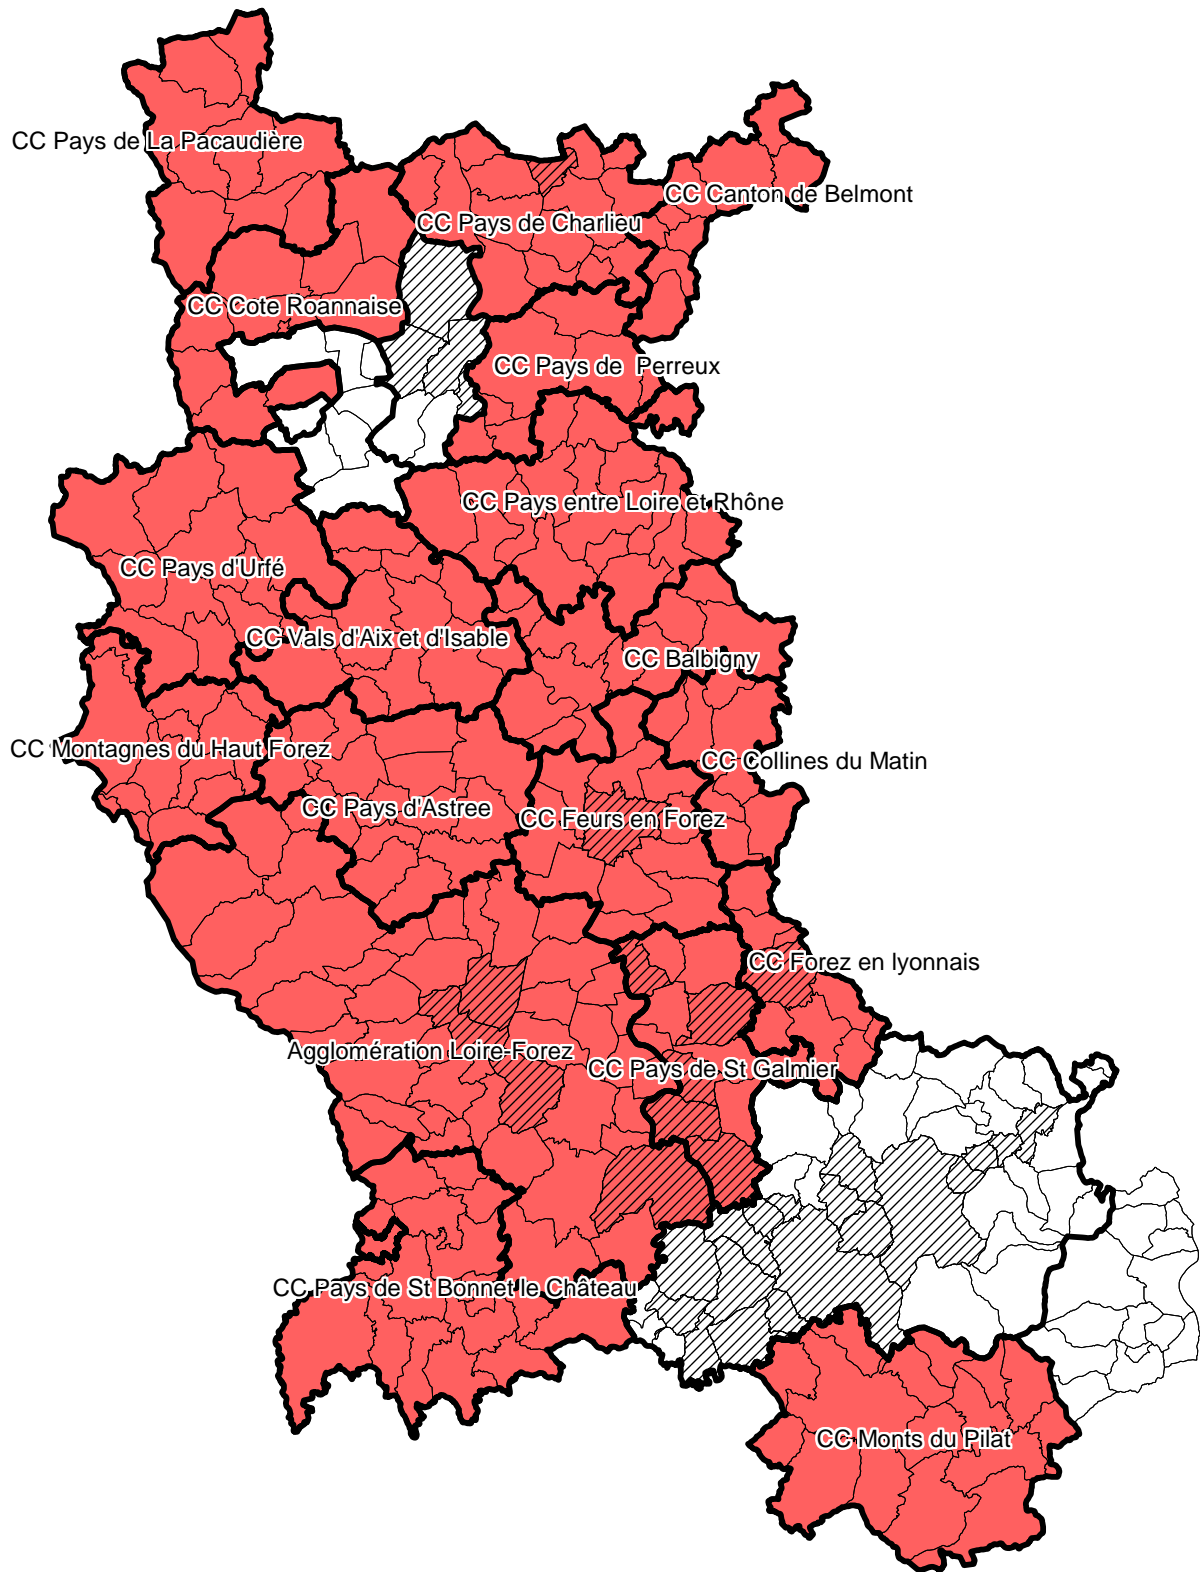 CC Pays de La Pacaudière
CC Canton de Belmont
CC Pays de Charlieu
CC Cote Roannaise
CC Pays de  Perreux
CC Pays entre Loire et Rhône
CC Pays d'Urfé
CC Vals d'Aix et d'Isable
CC Balbigny
CC Montagnes du Haut Forez
CC Collines du Matin
CC Pays d'Astree
CC Feurs en Forez
CC Forez en lyonnais
Agglomération Loire-Forez
CC Pays de St Galmier
CC Pays de St Bonnet le Château
CC Monts du Pilat